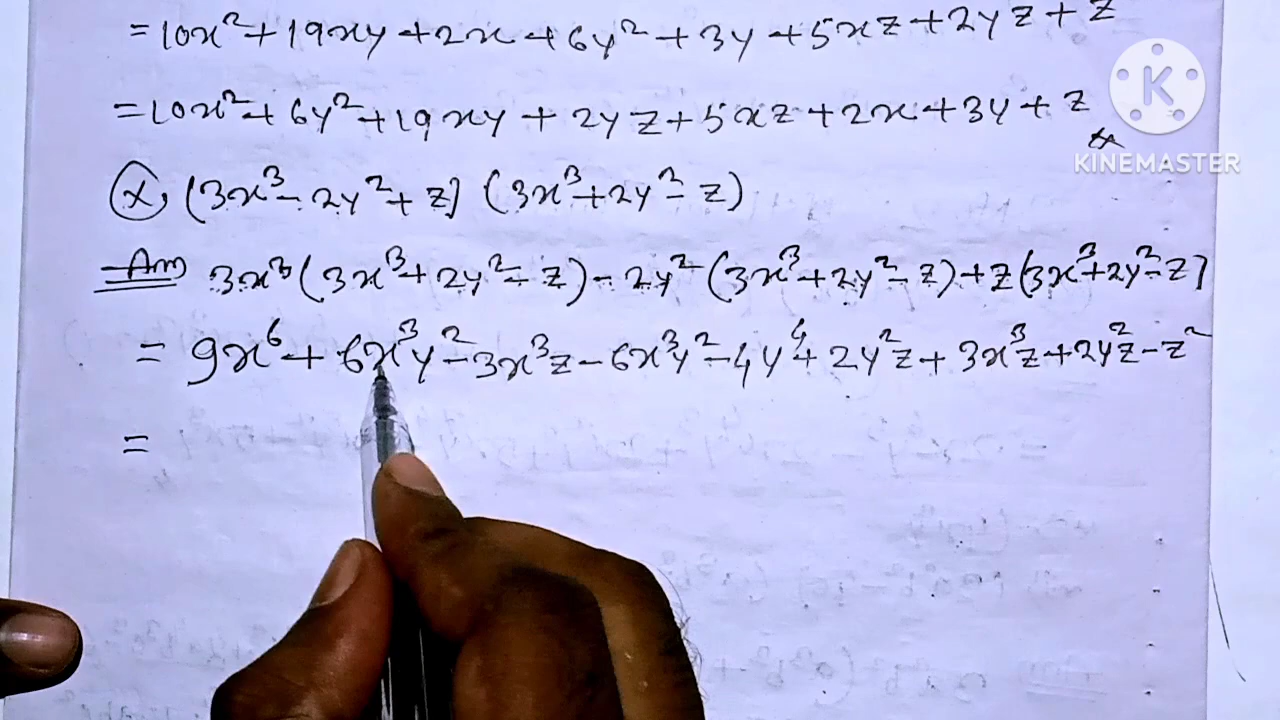 =10x²+19xy+2x+6y²+3y+5xz+2yz+z
=10x²+6y²+19xy+2yz+5xz+2x+3y+z
K
KINEMASTER
(x), (3x³-2y²+z) (3x³+2y²-z)
Ans 3x³(3x³+2y²-z)-2y²(3x³+2y²-z)+z(3x³+2y²-z)
=9x⁶+6x³y²-3x³z-6x³y²-4y⁴+2y²z+3x³z+2y²z-z²
=